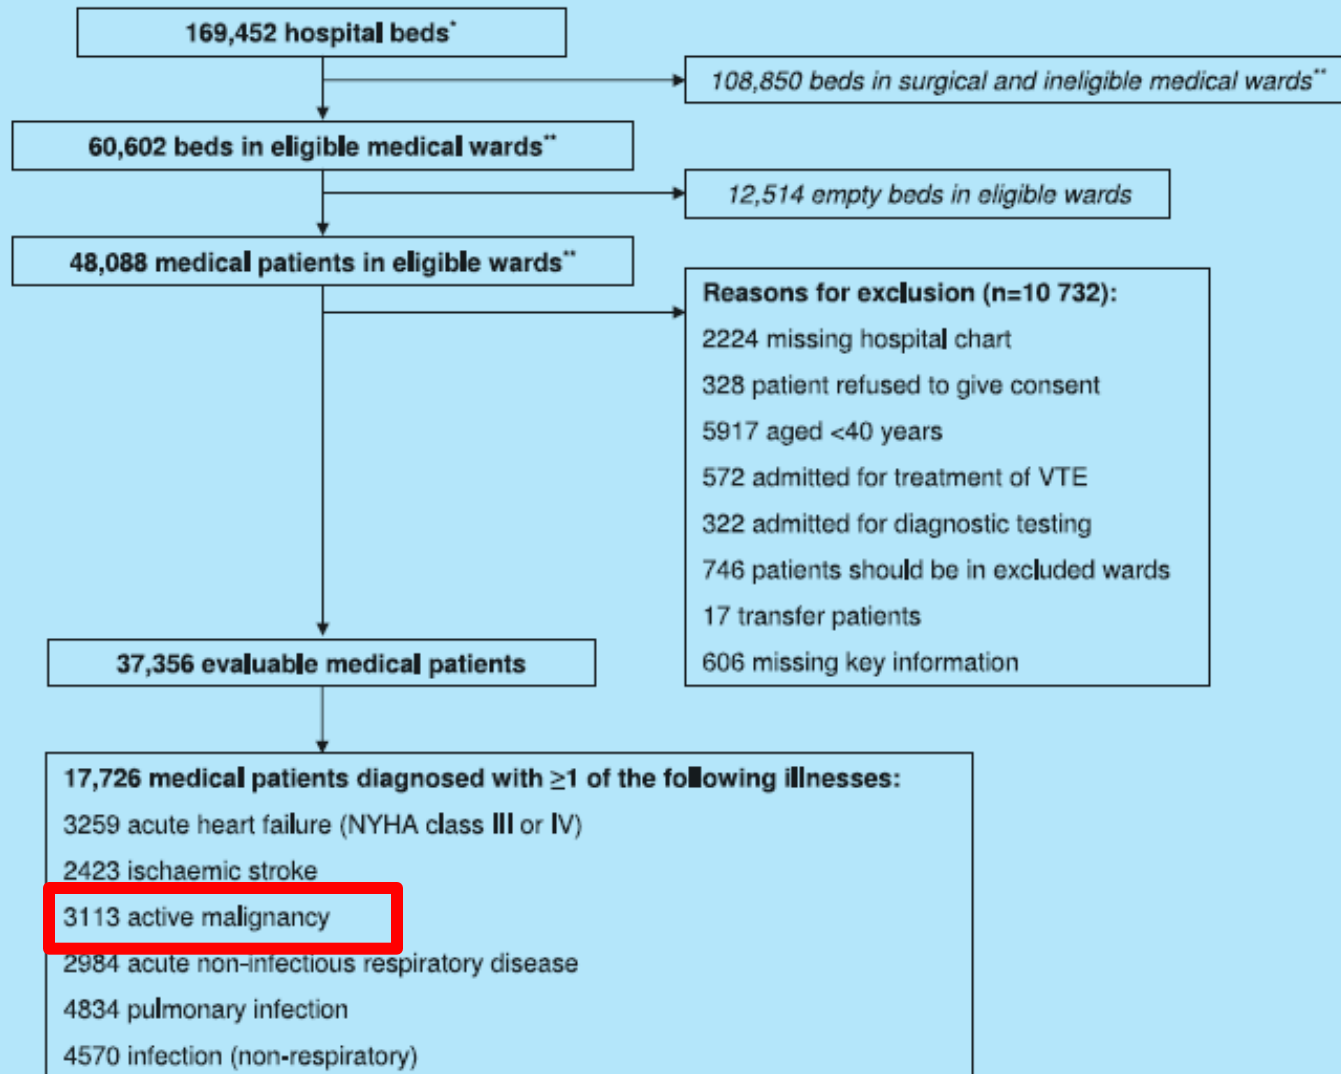 169,452 hospital beds*
108,850 beds in surgical and ineligible medical wards**
60,602 beds in eligible medical wards**
12,514 empty beds in eligible wards
48,088 medical patients in eligible wards**
Reasons for exclusion (n=10 732):
2224 missing hospital chart
328 patient refused to give consent
5917 aged <40 years
572 admitted for treatment of VTE
322 admitted for diagnostic testing
746 patients should be in excluded wards
17 transfer patients
606 missing key information
37,356 evaluable medical patients
17,726 medical patients diagnosed with ≥1 of the following illnesses:
3259 acute heart failure (NYHA class III or IV)
2423 ischaemic stroke
3113 active malignancy
2984 acute non-infectious respiratory disease
4834 pulmonary infection
4570 infection (non-respiratory)